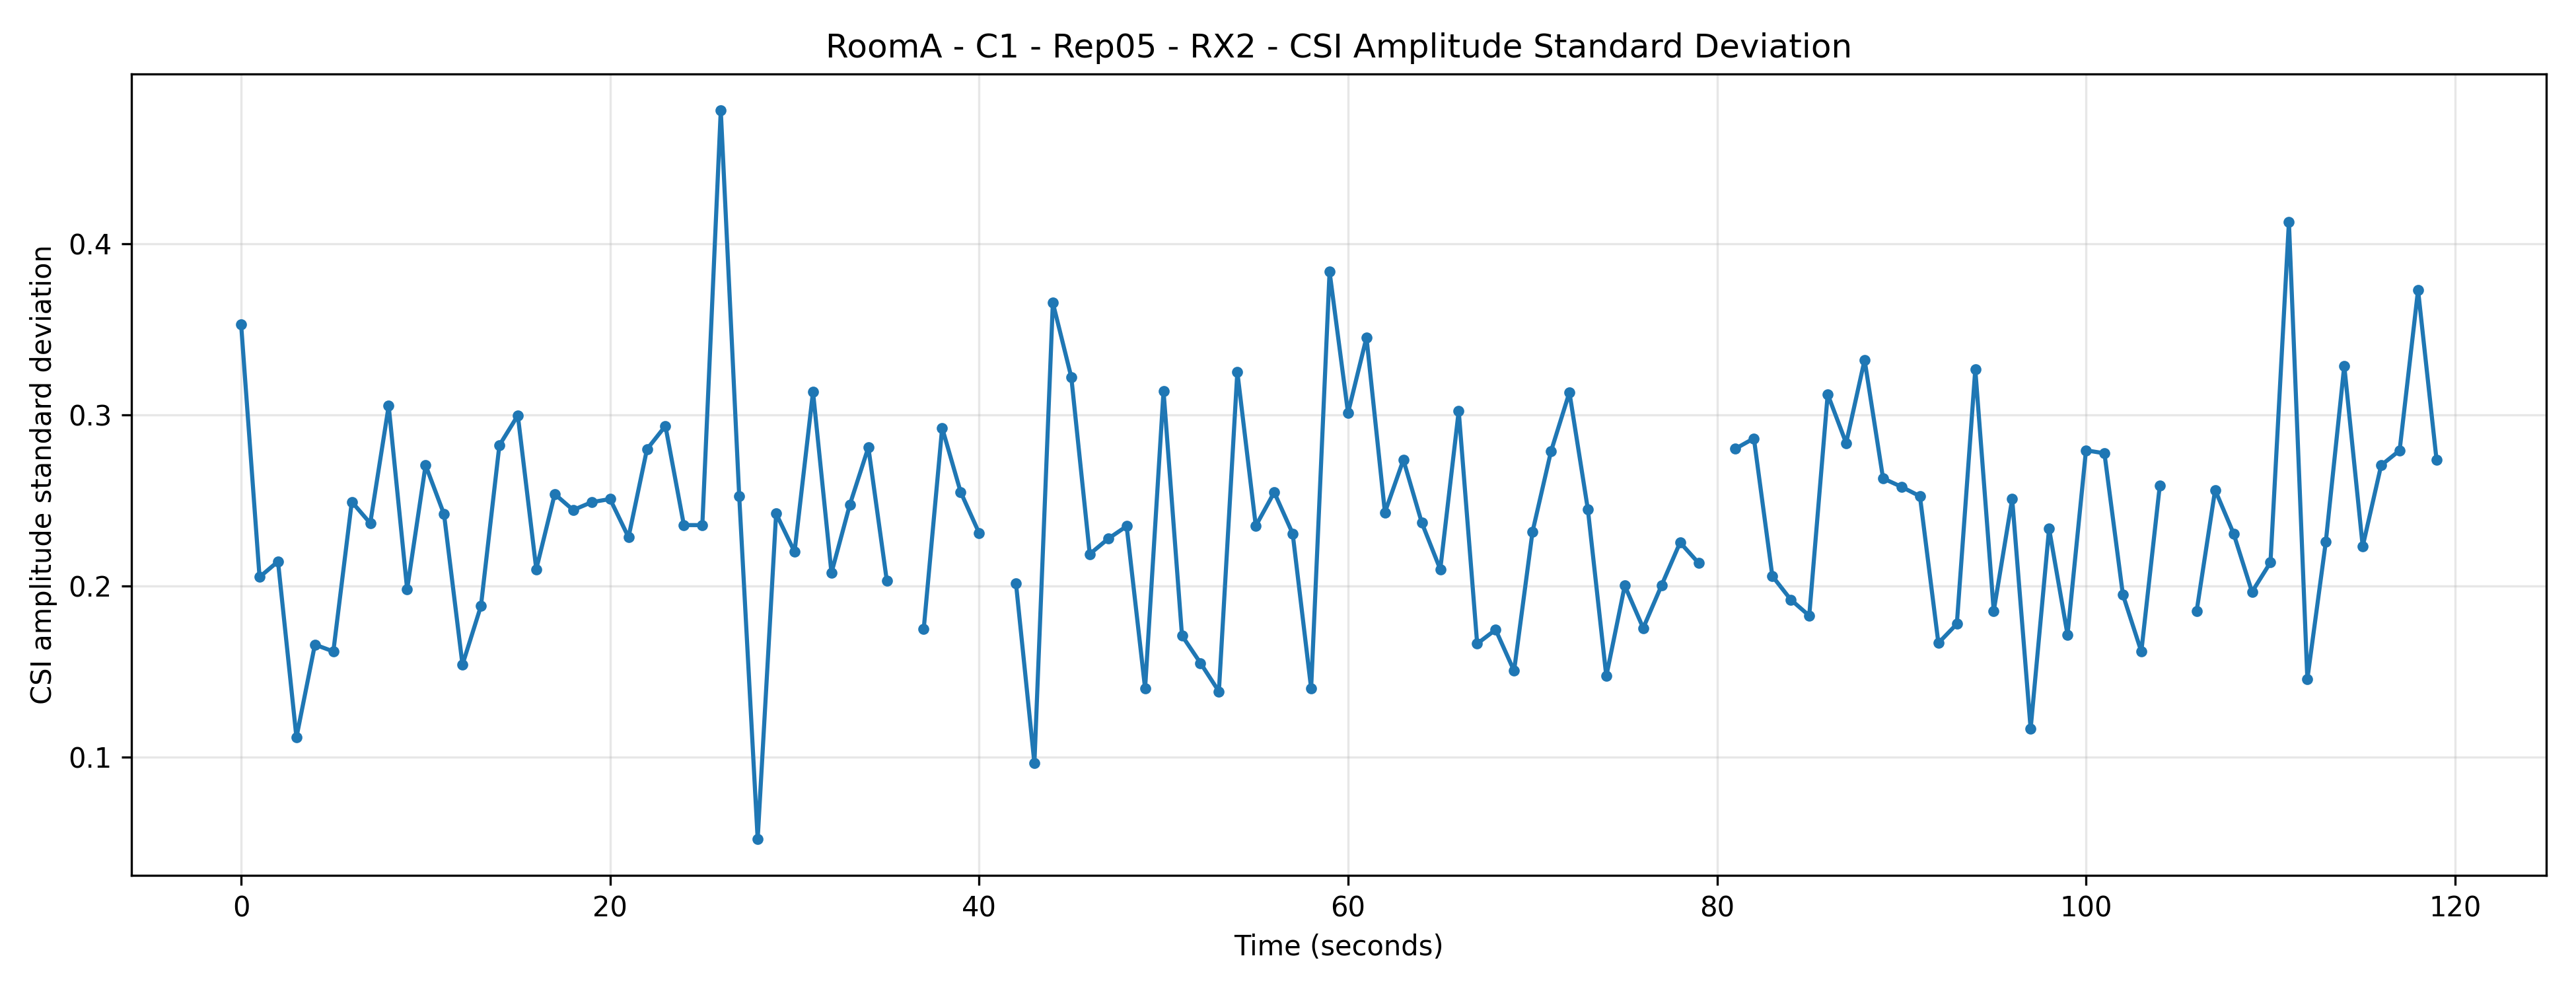 RoomA - C1 - Rep05 - RX2 - CSI Amplitude Standard Deviation
CSI amplitude standard deviation
0.4
0.3
0.2
0.1
0 20 40 60 80 100 120
Time (seconds)